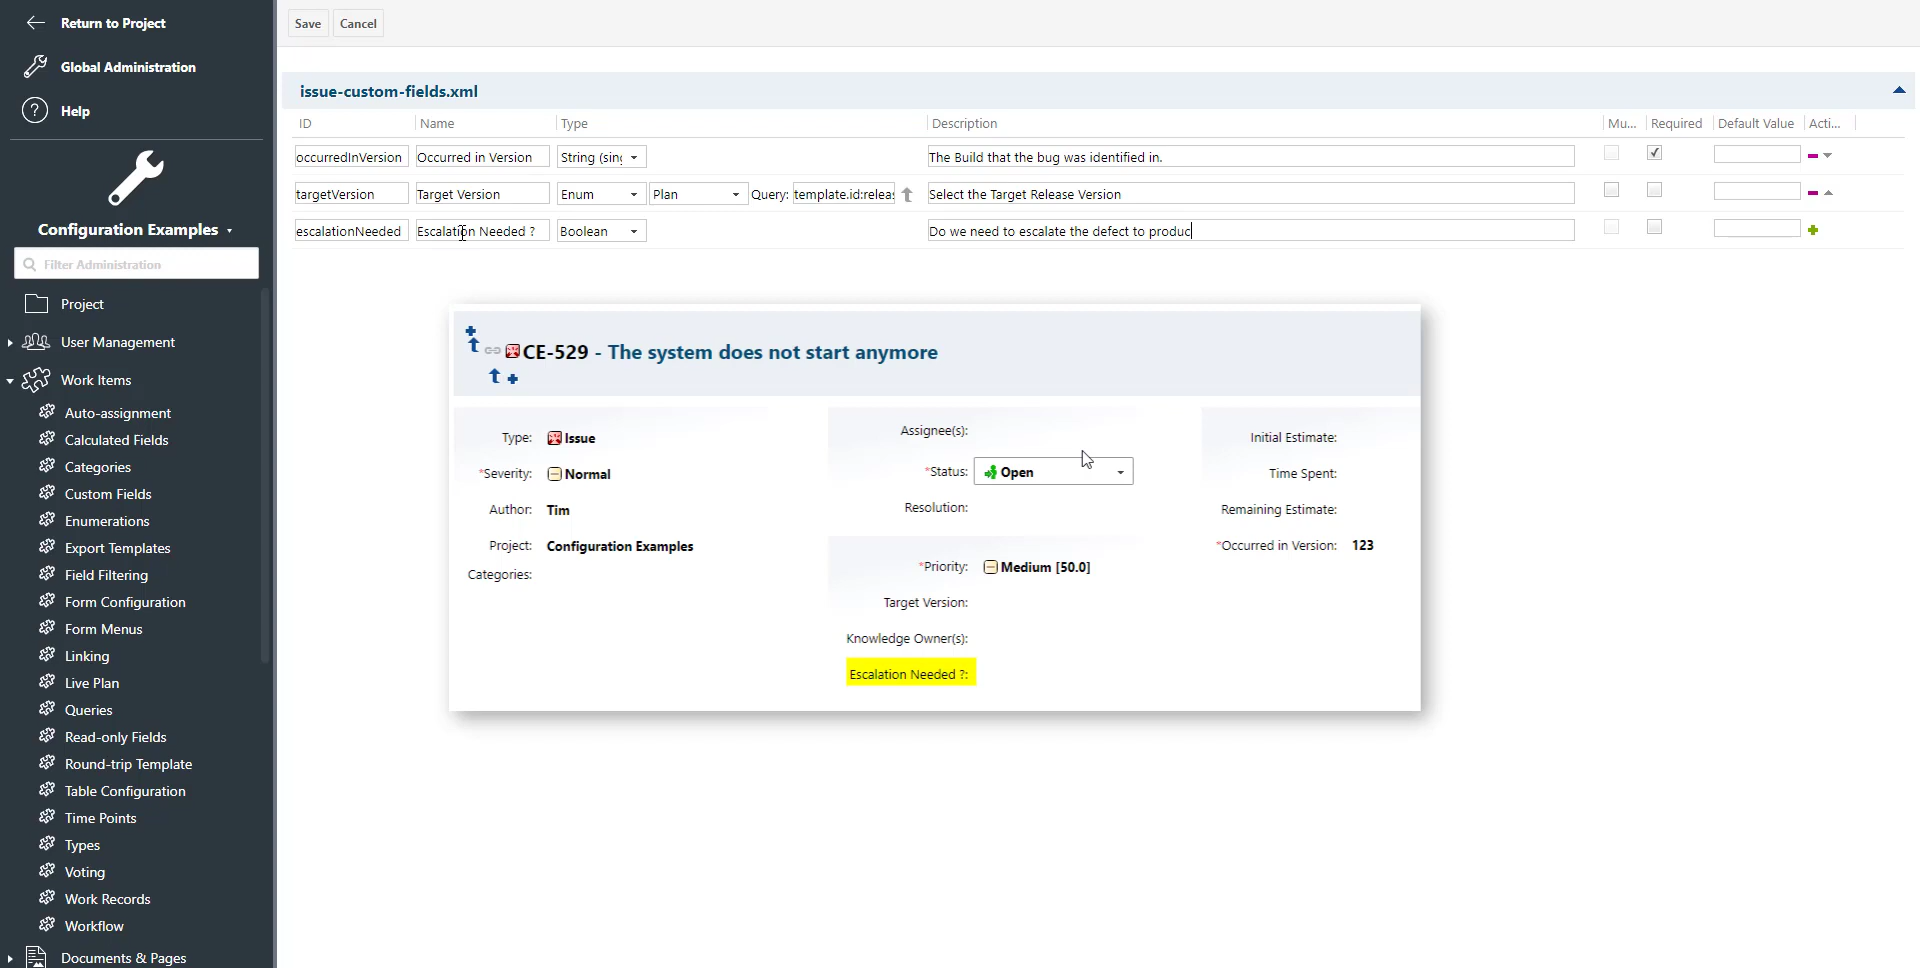 Return to Project
Global Administration
Help
Configuration Examples
Filter Administration
Project
User Management
Work Items
Auto-assignment
Calculated Fields
Categories
Custom Fields
Enumerations
Export Templates
Field Filtering
Form Configuration
Form Menus
Linking
Live Plan
Queries
Read-only Fields
Round-trip Template
Table Configuration
Time Points
Types
Voting
Work Records
Workflow
Documents & Pages
Save Cancel
issue-custom-fields.xml
ID Name Type Description Mu... Required Default Value Acti...
occurredInVersion Occurred in Version String (sing The Build that the bug was identified in.
targetVersion Target Version Enum Plan Query: template.id:releas Select the Target Release Version
escalationNeeded Escalation Needed ? Boolean Do we need to escalate the defect to produc
CE-529 - The system does not start anymore
Type: Issue
*Severity: Normal
Author: Tim
Project: Configuration Examples
Categories:
Assignee(s):
*Status: Open
Resolution:
*Priority: Medium [50.0]
Target Version:
Knowledge Owner(s):
Escalation Needed ?:
Initial Estimate:
Time Spent:
Remaining Estimate:
*Occurred in Version: 123